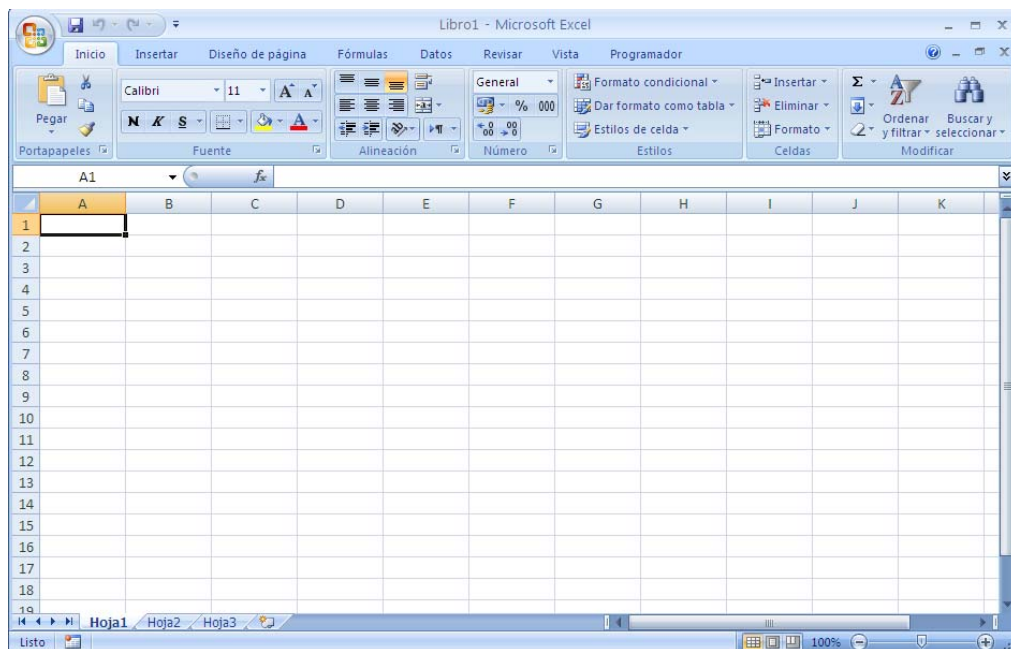 Libro1 - Microsoft Excel
Inicio Insertar Diseño de página Fórmulas Datos Revisar Vista Programador
Pegar
Portapapeles
Calibri 11 A A
N K S A
Fuente
Alineación
General
% 000
Número
Formato condicional
Dar formato como tabla
Estilos de celda
Estilos
Insertar
Eliminar
Formato
Celdas
Σ
Ordenar y filtrar
Buscar y seleccionar
Modificar
A1 fx
A B C D E F G H I J K
1
2
3
4
5
6
7
8
9
10
11
12
13
14
15
16
17
18
19
Hoja1 Hoja2 Hoja3
Listo 100%